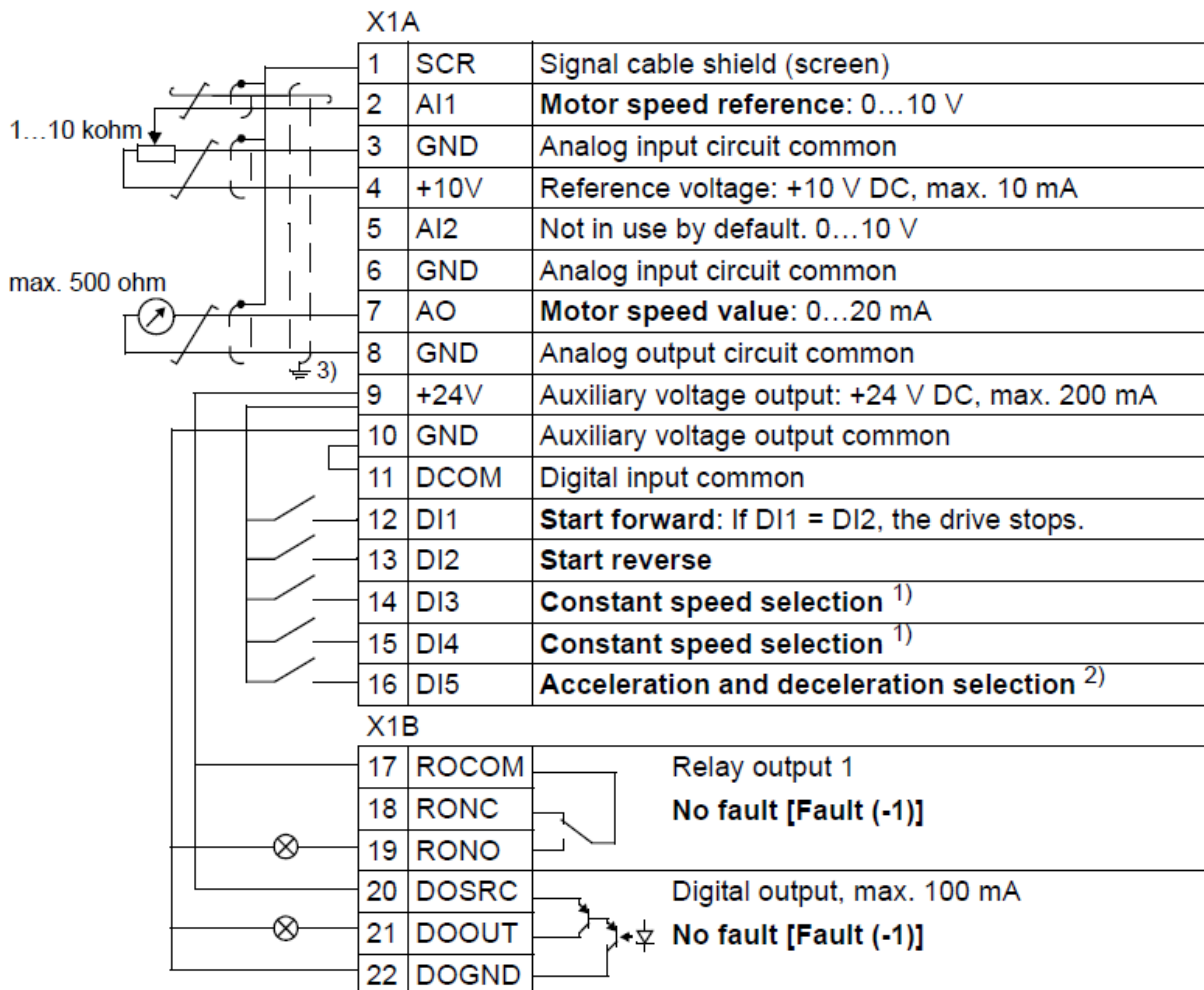 X1A
1 SCR Signal cable shield (screen)
2 AI1 Motor speed reference: 0…10 V
1…10 kohm
3 GND Analog input circuit common
4 +10V Reference voltage: +10 V DC, max. 10 mA
5 AI2 Not in use by default. 0…10 V
6 GND Analog input circuit common
max. 500 ohm
7 AO Motor speed value: 0…20 mA
8 GND Analog output circuit common
3)
9 +24V Auxiliary voltage output: +24 V DC, max. 200 mA
10 GND Auxiliary voltage output common
11 DCOM Digital input common
12 DI1 Start forward: If DI1 = DI2, the drive stops.
13 DI2 Start reverse
14 DI3 Constant speed selection 1)
15 DI4 Constant speed selection 1)
16 DI5 Acceleration and deceleration selection 2)
X1B
17 ROCOM Relay output 1
18 RONC No fault [Fault (-1)]
19 RONO
20 DOSRC Digital output, max. 100 mA
21 DOOUT No fault [Fault (-1)]
22 DOGND